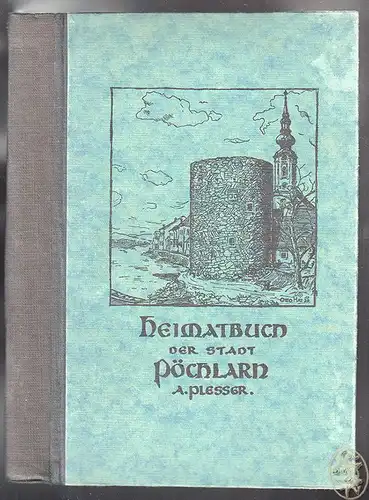 HEIMATBUCH
DER STADT
PÖCHLARN
A. PLESSER.